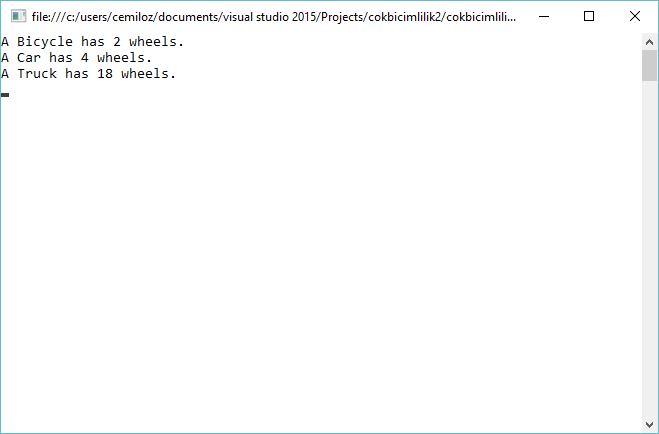 file:///c:/users/cemiloz/documents/visual studio 2015/Projects/cokbicimlilik2/cokbicimlili...
A Bicycle has 2 wheels.
A Car has 4 wheels.
A Truck has 18 wheels.